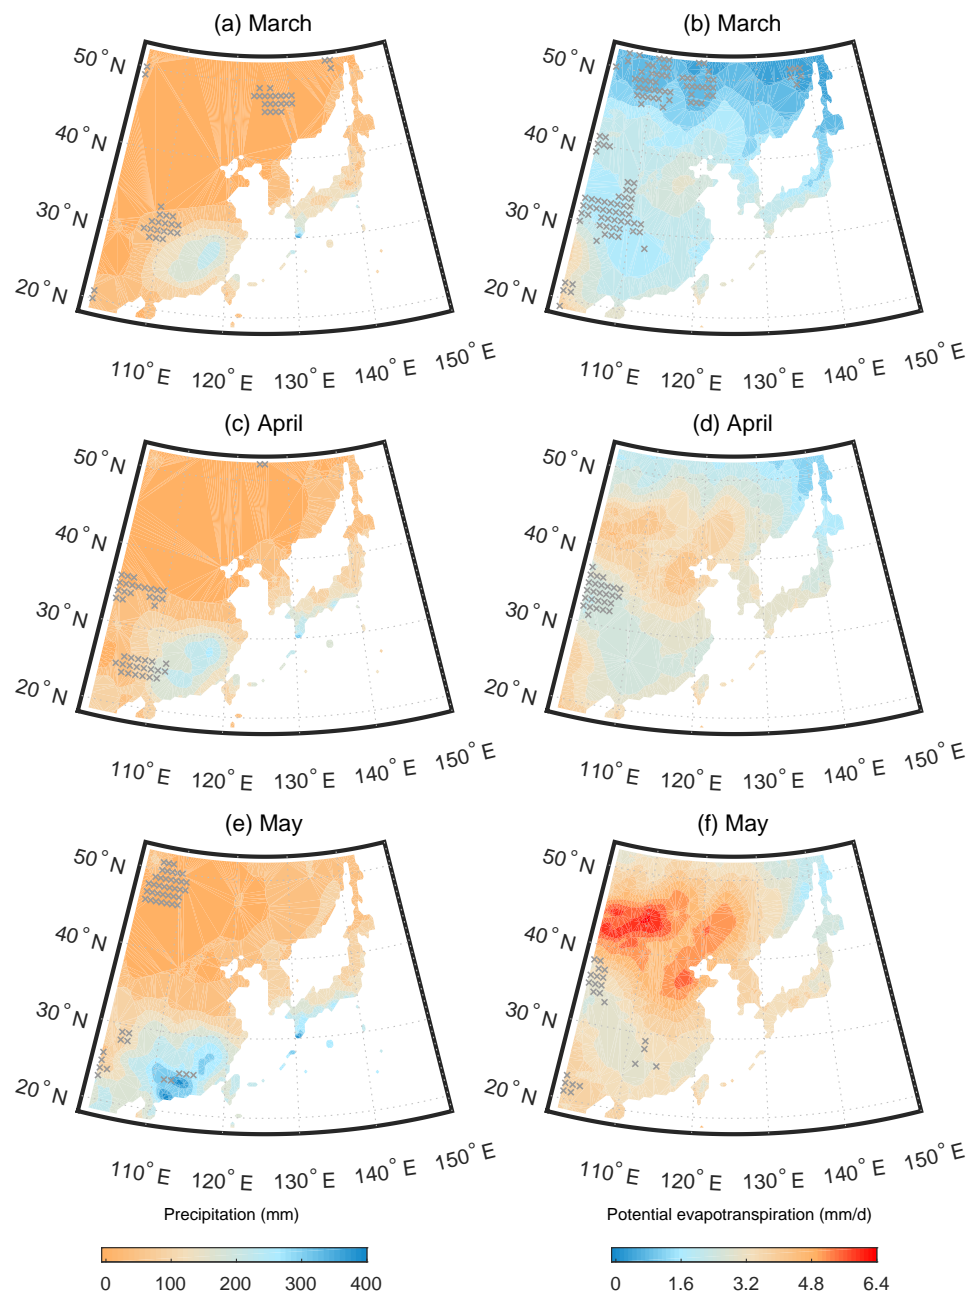 (a) March
(b) March
50°N
40°N
30°N
20°N
110°E 120°E 130°E 140°E 150°E
50°N
40°N
30°N
20°N
110°E 120°E 130°E 140°E 150°E
(c) April
(d) April
50°N
40°N
30°N
20°N
110°E 120°E 130°E 140°E 150°E
50°N
40°N
30°N
20°N
110°E 120°E 130°E 140°E 150°E
(e) May
(f) May
50°N
40°N
30°N
20°N
110°E 120°E 130°E 140°E 150°E
50°N
40°N
30°N
20°N
110°E 120°E 130°E 140°E 150°E
Precipitation (mm)
0 100 200 300 400
Potential evapotranspiration (mm/d)
0 1.6 3.2 4.8 6.4